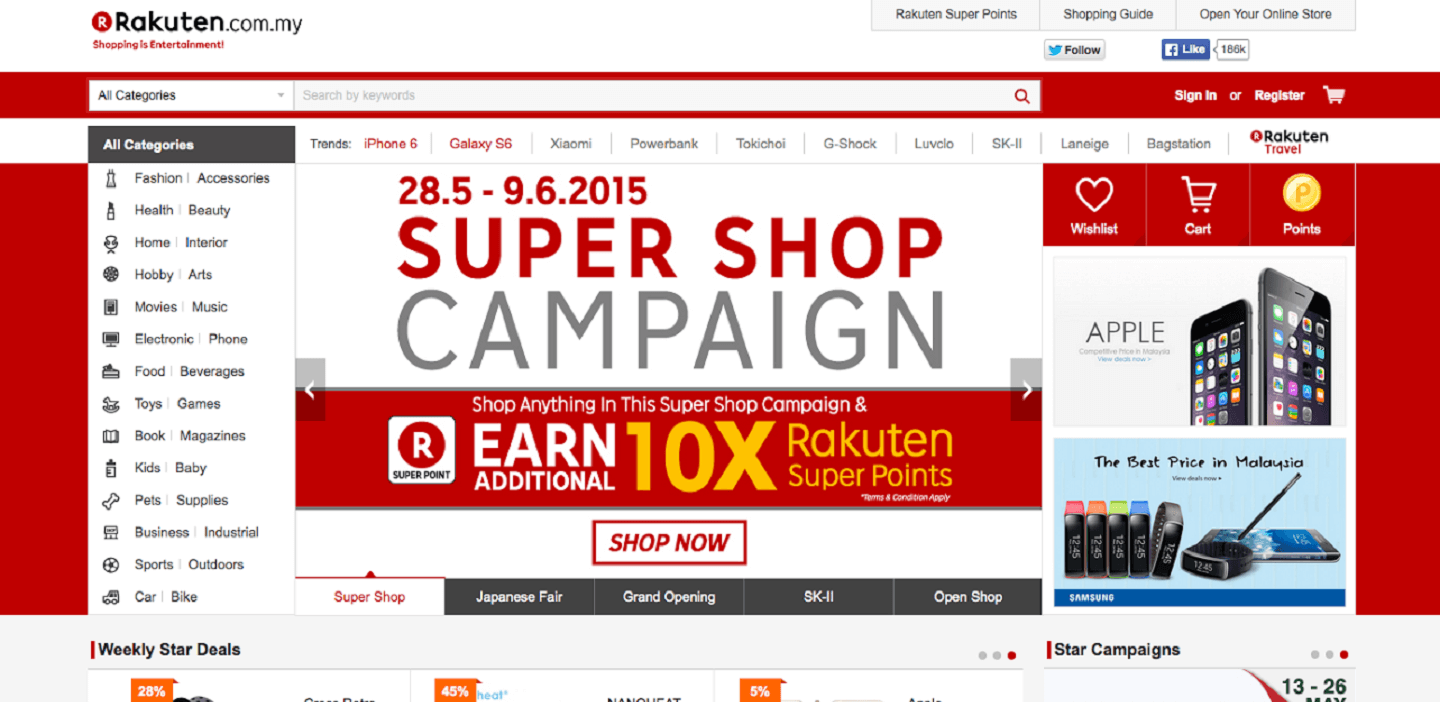 Rakuten.com.my
Shopping is Entertainment!
Rakuten Super Points
Shopping Guide
Open Your Online Store
Follow
Like 186k
All Categories
Search by keywords
Sign In or Register
All Categories
Trends: iPhone 6 Galaxy S6 Xiaomi Powerbank Tokichoi G-Shock Luvclo SK-II Laneige Bagstation
Rakuten
Travel
Fashion Accessories
Health Beauty
Home Interior
Hobby Arts
Movies Music
Electronic Phone
Food Beverages
Toys Games
Book Magazines
Kids Baby
Pets Supplies
Business Industrial
Sports Outdoors
Car Bike
28.5 - 9.6.2015
SUPER SHOP
CAMPAIGN
Shop Anything In This Super Shop Campaign &
R
SUPER POINT
EARN
ADDITIONAL
10X
Rakuten
Super Points
*Terms & Condition Apply
SHOP NOW
Super Shop
Japanese Fair
Grand Opening
SK-II
Open Shop
Wishlist
Cart
P
Points
APPLE
Competitive Price in Malaysia
View deals now >
The Best Price in Malaysia
View deals now
12:45
12:45
12:45
12:45
12:45
12:45
SAMSUNG
Weekly Star Deals
Star Campaigns
28%
45%
heat
NANOHEAT
5%
Apple
13 - 26
MAY